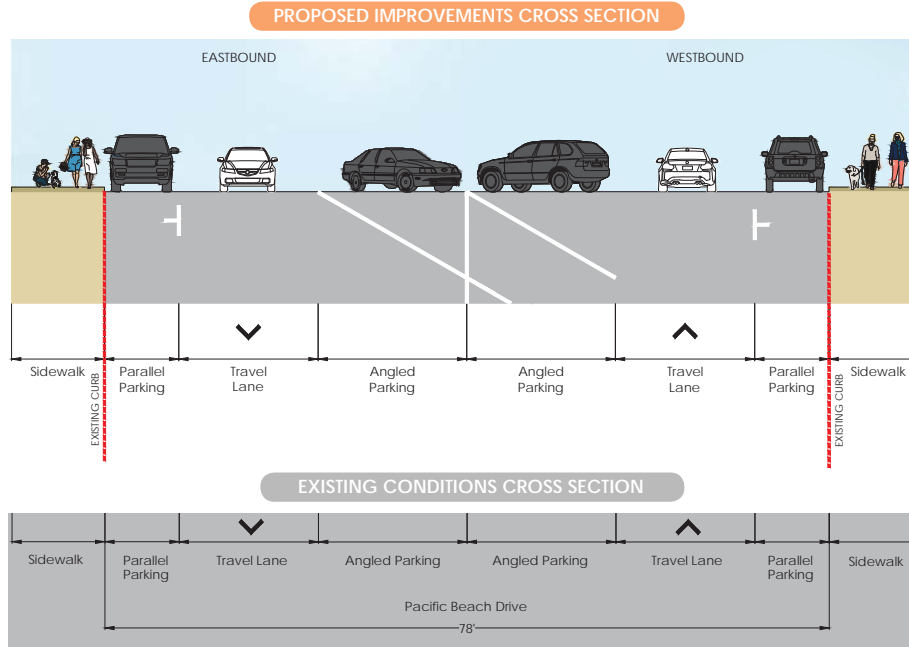 PROPOSED IMPROVEMENTS CROSS SECTION
EASTBOUND
WESTBOUND
Sidewalk
Parallel
Parking
Travel
Lane
Angled
Parking
Angled
Parking
Travel
Lane
Parallel
Parking
Sidewalk
EXISTING CURB
EXISTING CURB
EXISTING CONDITIONS CROSS SECTION
Sidewalk
Parallel
Parking
Travel Lane
Angled Parking
Angled Parking
Travel Lane
Parallel
Parking
Sidewalk
Pacific Beach Drive
78'